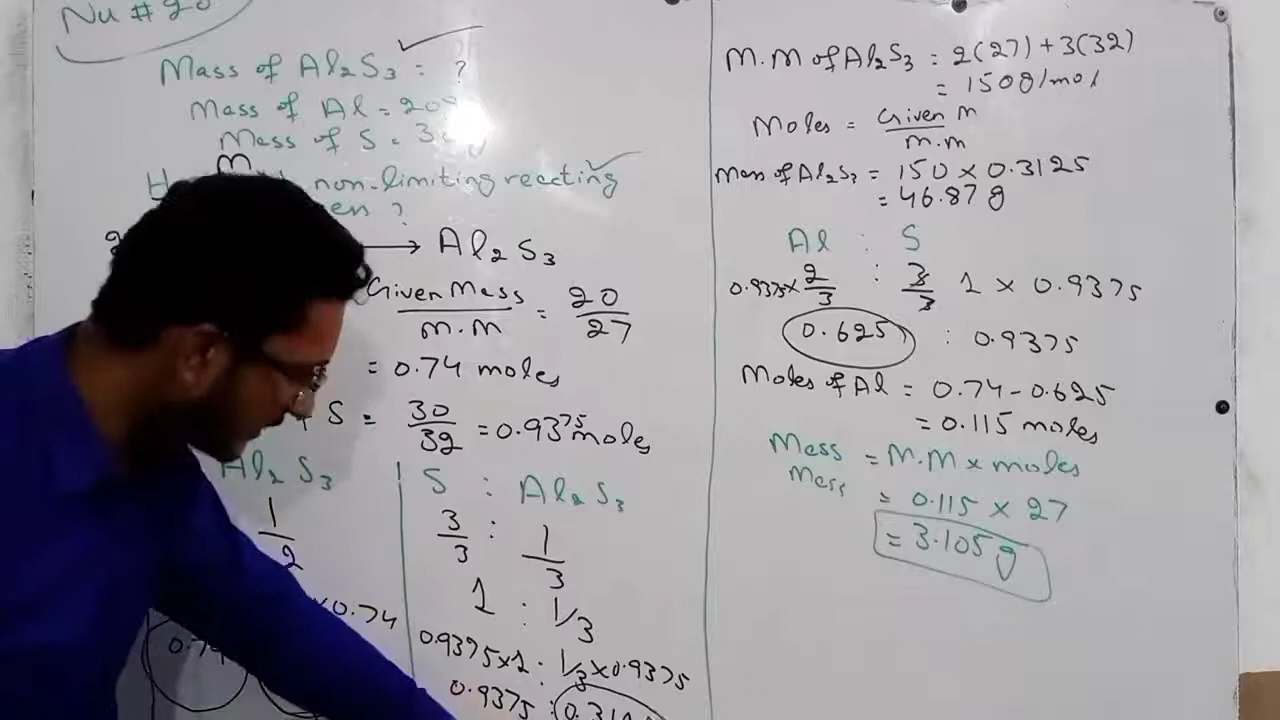 Nu #
Mass of Al2S3 = ?
Mass of Al = 20
Mass of S = 30
non-limiting reacting
?
→ Al2S3
Given Mass / M.M = 20/27
= 0.74 moles
S = 30/32 = 0.9375 moles
Al2S3
1/2
×0.74
S : Al2S3
3/3 : 1/3
1 : 1/3
0.9375×1 : 1/3×0.9375
0.9375 :
M.M of Al2S3 = 2(27)+3(32)
= 150g/mol
Moles = Given M / M.M
Mass of Al2S3 = 150 × 0.3125
= 46.87 g
Al : S
0.9375× 2/3 : 3/3 1 × 0.9375
0.625 : 0.9375
Moles of Al = 0.74-0.625
= 0.115 moles
Mass = M.M × moles
Mass = 0.115 × 27
= 3.105 g